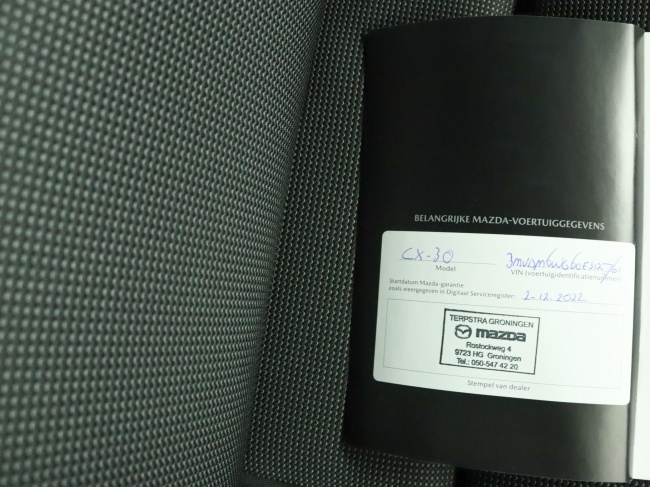 BELANGRIJKE MAZDA-VOERTUIGGEGEVENS
CX-30
Model VIN (voertuigidentificatienummer)
Startdatum Mazda-garantie
zoals weergegeven in Digitaal Serviceregister: 2-12-2022
TERPSTRA GRONINGEN
mazda
Rostockweg 4
9723 HG Groningen
Tel.: 050-547 42 20
Stempel van dealer